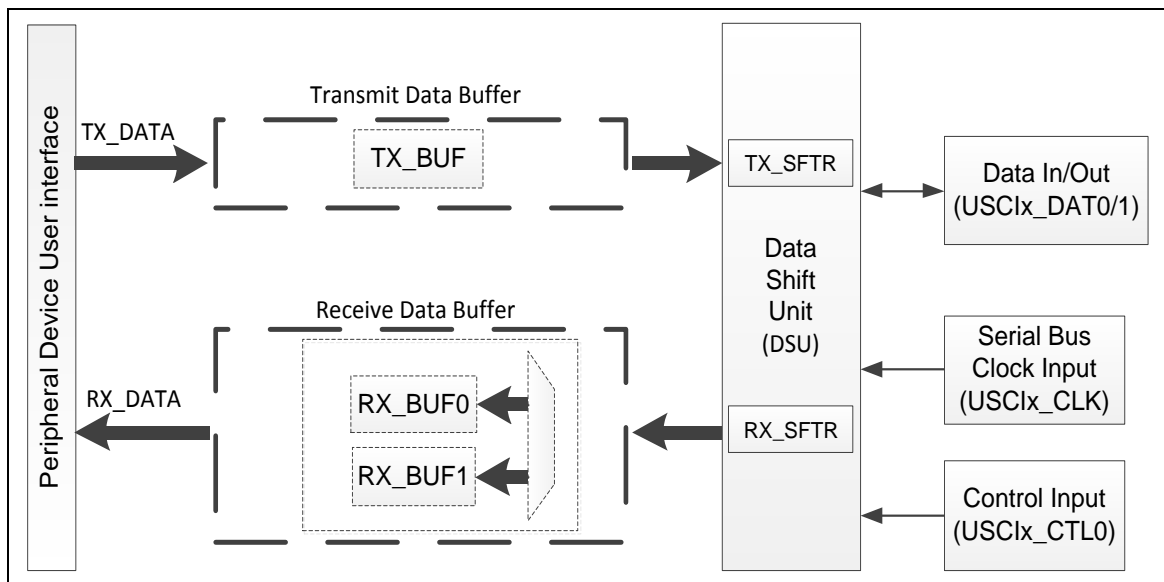 Peripheral Device User interface
TX_DATA
Transmit Data Buffer
TX_BUF
RX_DATA
Receive Data Buffer
RX_BUF0
RX_BUF1
TX_SFTR
Data
Shift
Unit
(DSU)
RX_SFTR
Data In/Out
(USCIx_DAT0/1)
Serial Bus
Clock Input
(USCIx_CLK)
Control Input
(USCIx_CTL0)